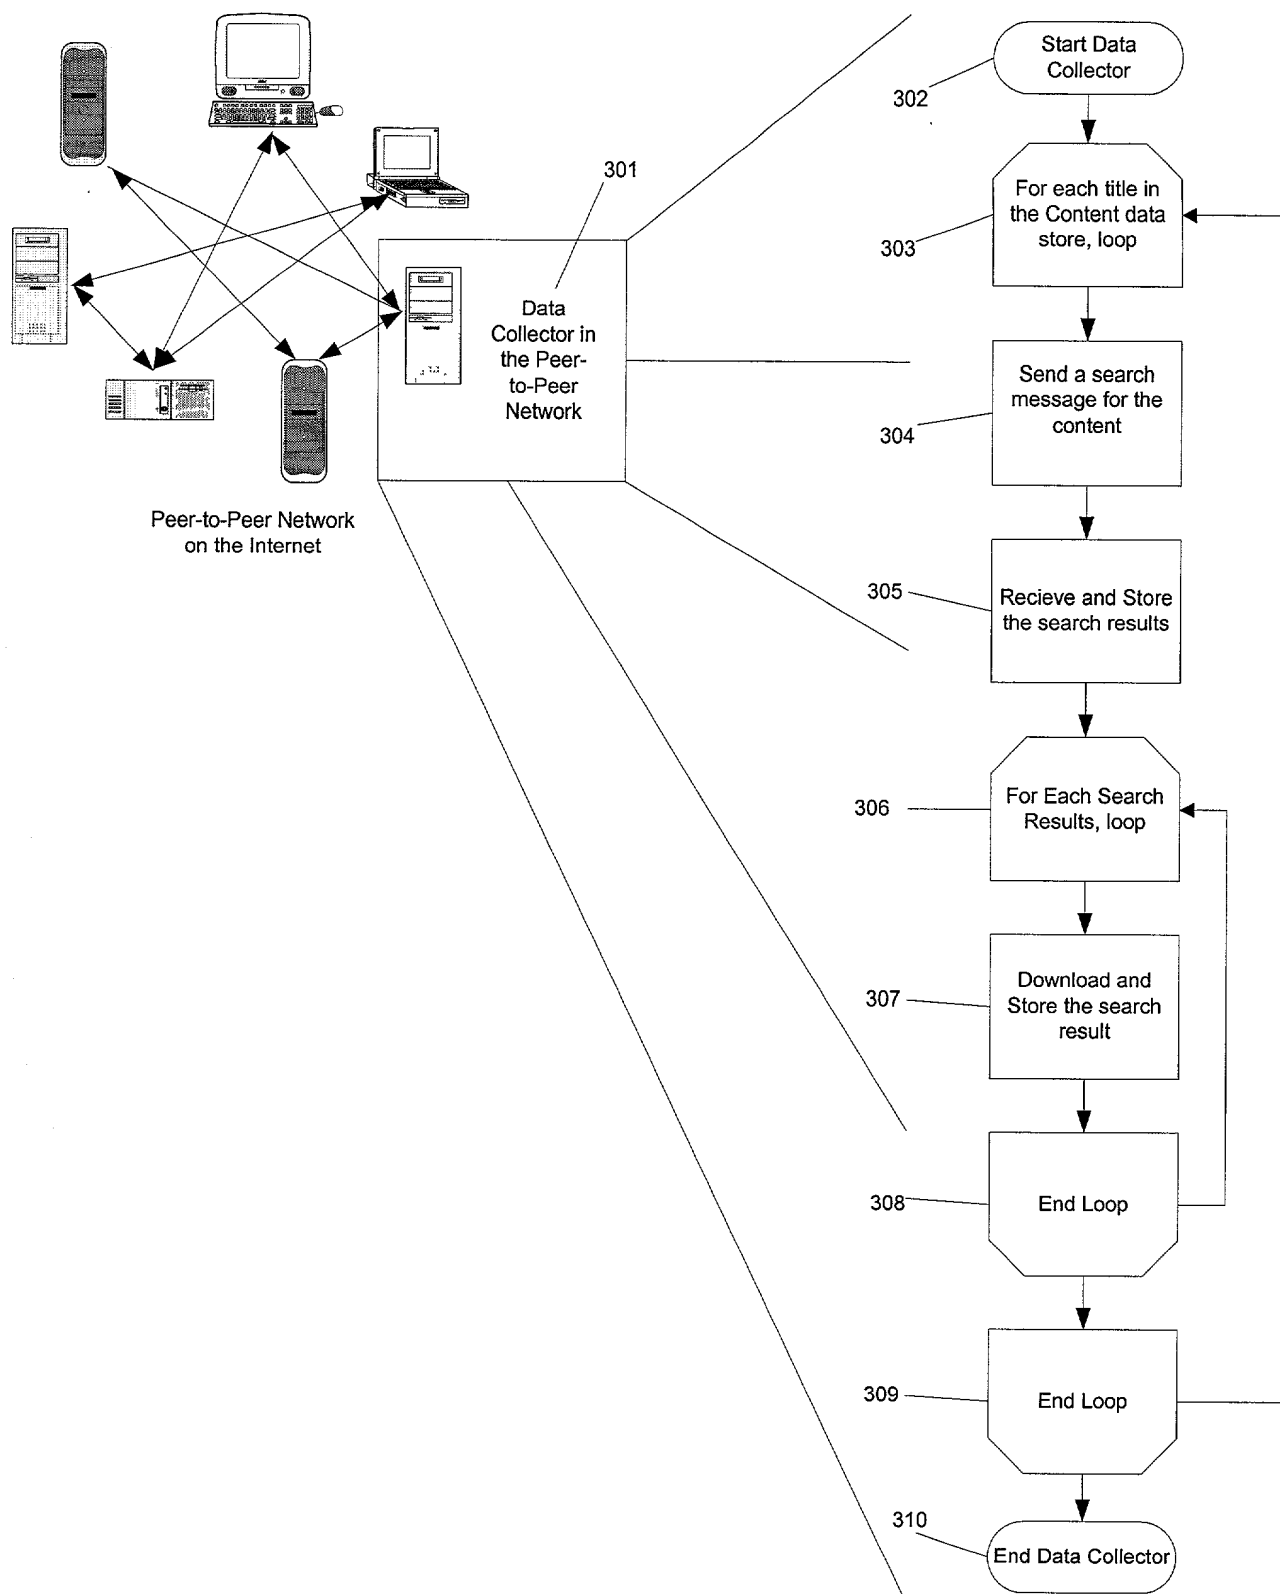 Start Data
Collector
302
301
For each title in
the Content data
store, loop
303
Data
Collector in
the Peer-
to-Peer
Network
Send a search
message for the
content
304
Peer-to-Peer Network
on the Internet
305
Recieve and Store
the search results
306
For Each Search
Results, loop
307
Download and
Store the search
result
308
End Loop
309
End Loop
310
End Data Collector